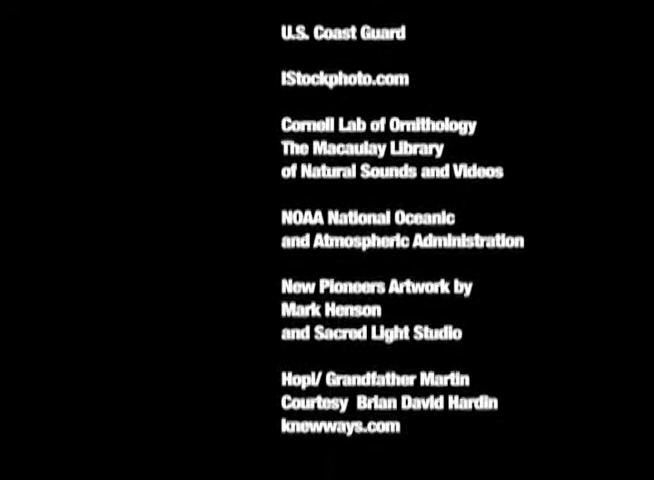 U.S. Coast Guard
iStockphoto.com
Cornell Lab of Ornithology
The Macaulay Library
of Natural Sounds and Videos
NOAA National Oceanic
and Atmospheric Administration
New Pioneers Artwork by
Mark Henson
and Sacred Light Studio
Hopi/ Grandfather Martin
Courtesy Brian David Hardin
knewways.com